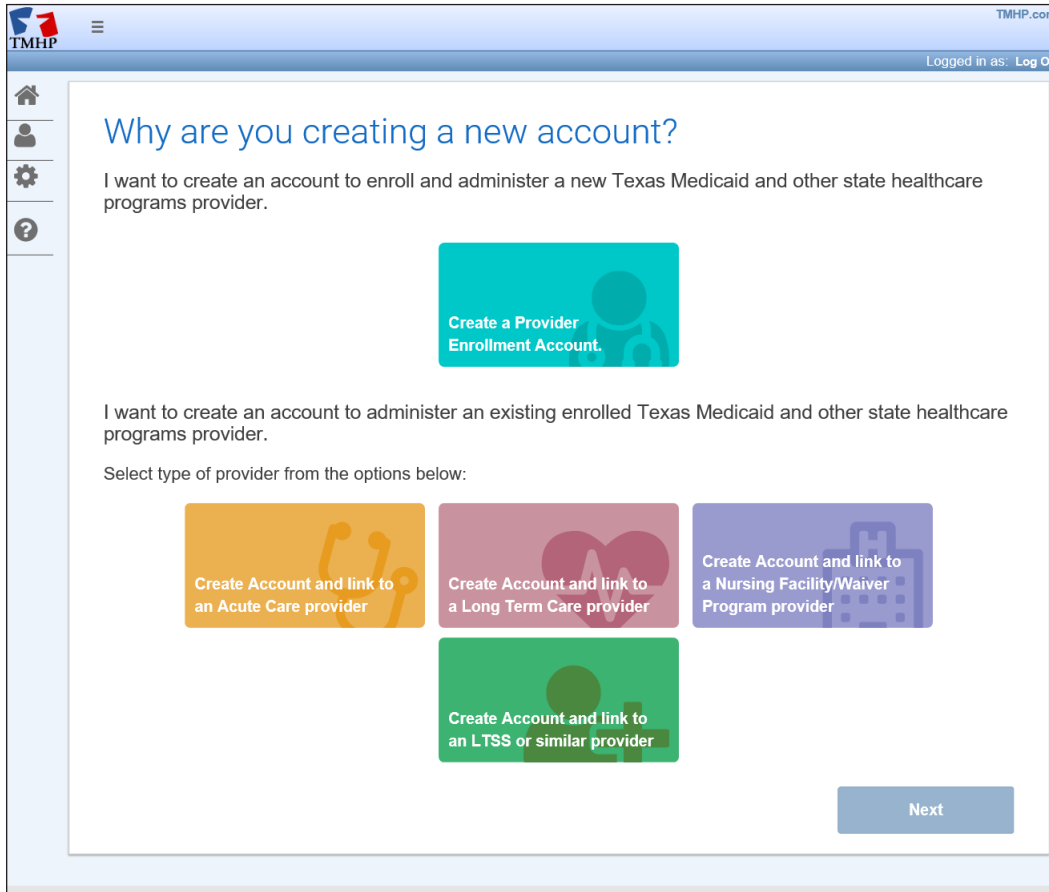 TMHP.com
TMHP
Logged in as: Log O
Why are you creating a new account?
I want to create an account to enroll and administer a new Texas Medicaid and other state healthcare
programs provider.
Create a Provider
Enrollment Account.
I want to create an account to administer an existing enrolled Texas Medicaid and other state healthcare
programs provider.
Select type of provider from the options below:
Create Account and link to
an Acute Care provider
Create Account and link to
a Long Term Care provider
Create Account and link to
a Nursing Facility/Waiver
Program provider
Create Account and link to
an LTSS or similar provider
Next